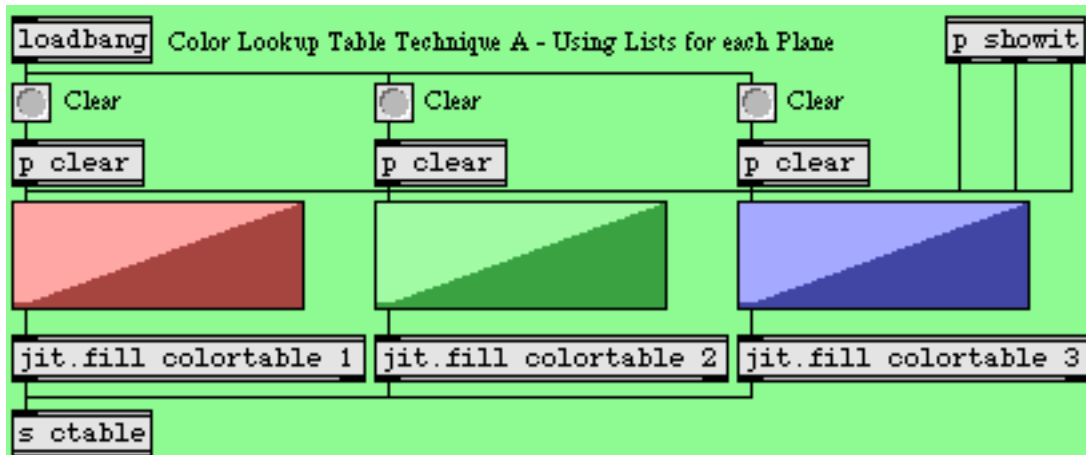 loadbang
Color Lookup Table Technique A - Using Lists for each Plane
p showit
Clear
Clear
Clear
p clear
p clear
p clear
jit.fill colortable 1
jit.fill colortable 2
jit.fill colortable 3
s ctable